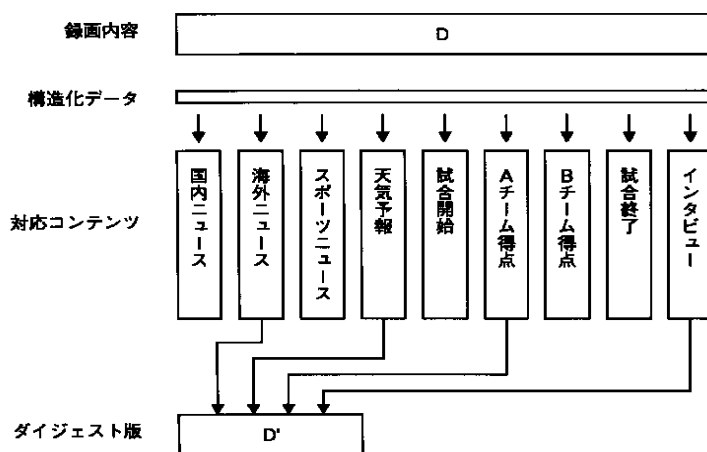 録画内容
D
構造化データ
対応コンテンツ
国内ニュース
海外ニュース
スポーツニュース
天気予報
試合開始
Aチーム得点
Bチーム得点
試合終了
インタビュー
ダイジェスト版
D'